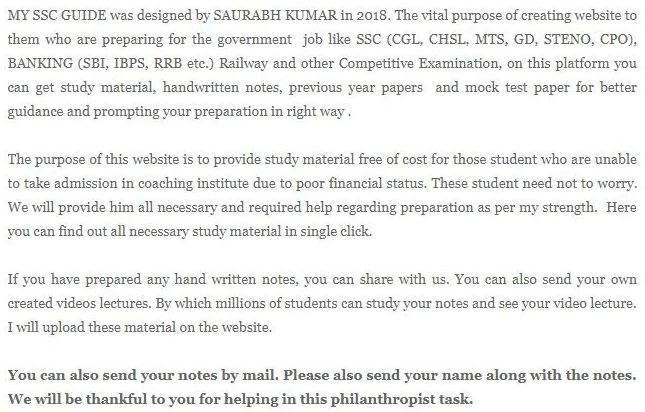 MY SSC GUIDE was designed by SAURABH KUMAR in 2018. The vital purpose of creating website to
them who are preparing for the government job like SSC (CGL, CHSL, MTS, GD, STENO, CPO),
BANKING (SBI, IBPS, RRB etc.) Railway and other Competitive Examination, on this platform you
can get study material, handwritten notes, previous year papers and mock test paper for better
guidance and prompting your preparation in right way .
The purpose of this website is to provide study material free of cost for those student who are unable
to take admission in coaching institute due to poor financial status. These student need not to worry.
We will provide him all necessary and required help regarding preparation as per my strength. Here
you can find out all necessary study material in single click.
If you have prepared any hand written notes, you can share with us. You can also send your own
created videos lectures. By which millions of students can study your notes and see your video lecture.
I will upload these material on the website.
You can also send your notes by mail. Please also send your name along with the notes.
We will be thankful to you for helping in this philanthropist task.